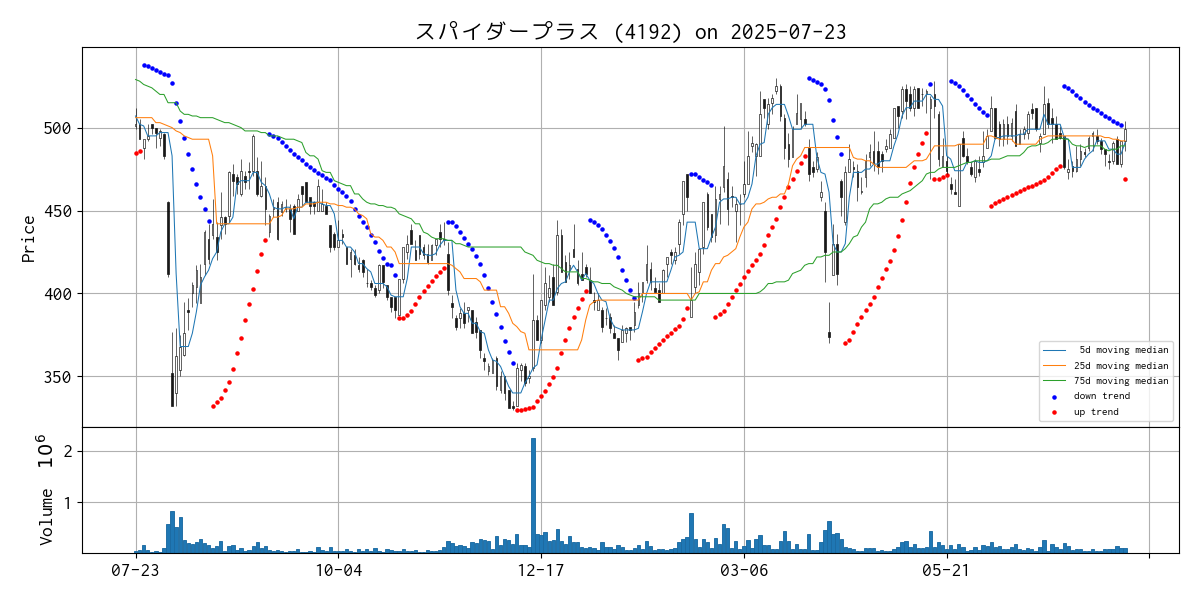 スパイダープラス (4192) on 2025-07-23
Price
500
450
400
350
5d moving median
25d moving median
75d moving median
down trend
up trend
Volume 10^6
2
1
07-23
10-04
12-17
03-06
05-21